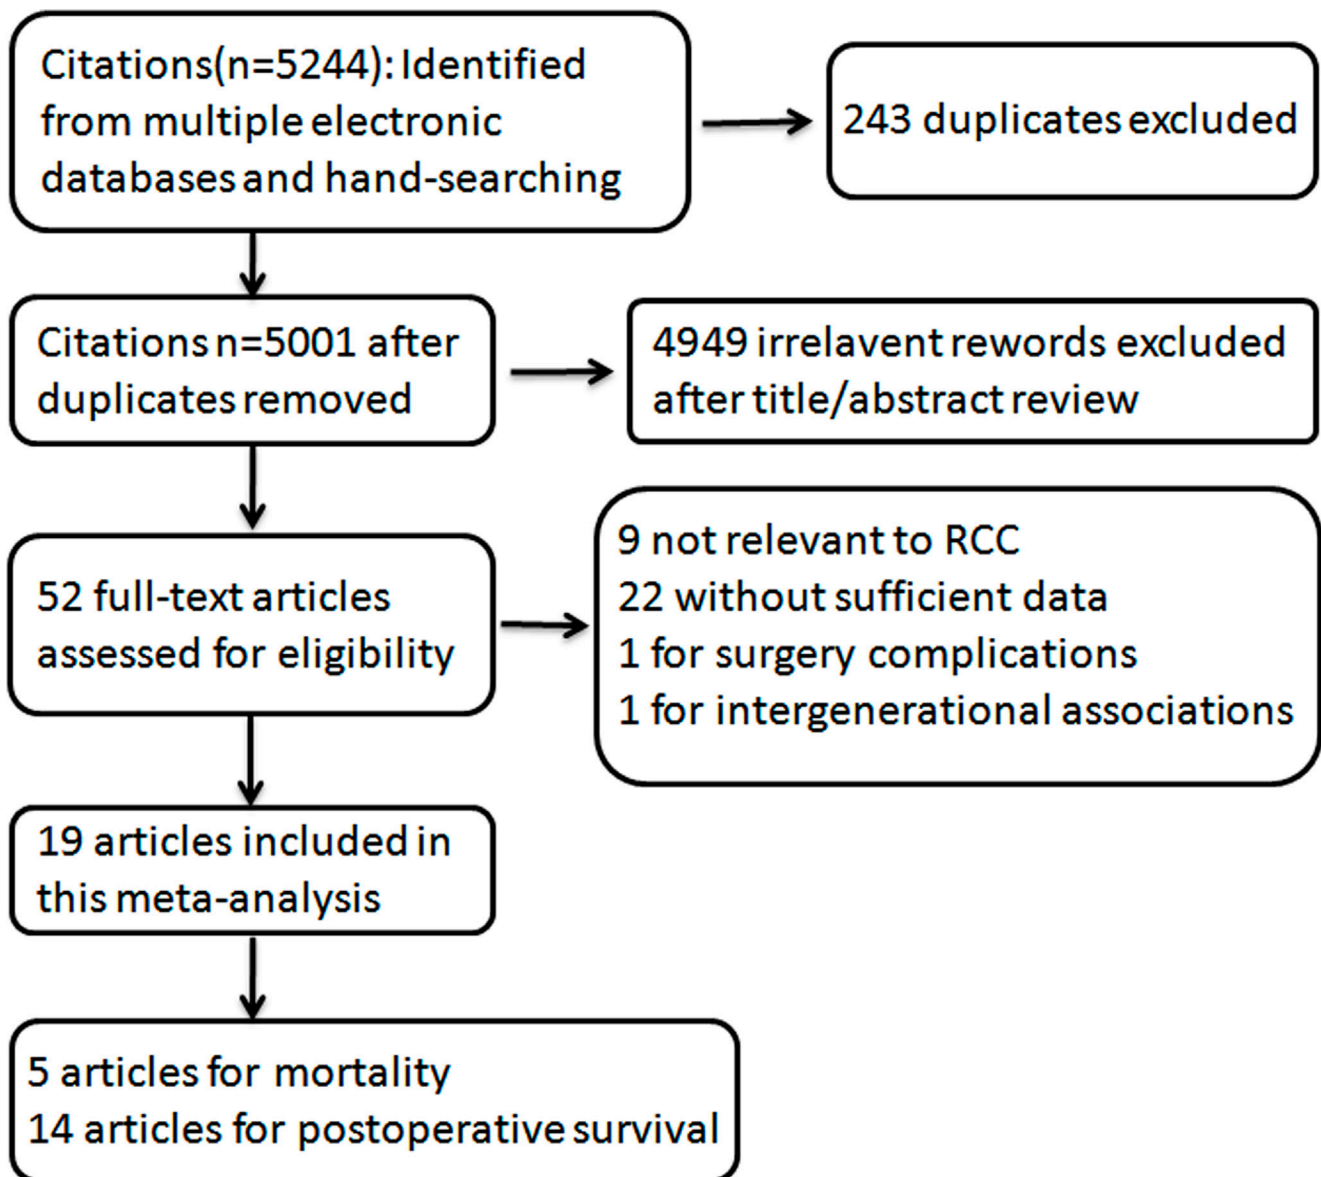 Citations(n=5244): Identified
from multiple electronic
databases and hand-searching
243 duplicates excluded
Citations n=5001 after
duplicates removed
4949 irrelavent rewords excluded
after title/abstract review
52 full-text articles
assessed for eligibility
9 not relevant to RCC
22 without sufficient data
1 for surgery complications
1 for intergenerational associations
19 articles included in
this meta-analysis
5 articles for mortality
14 articles for postoperative survival